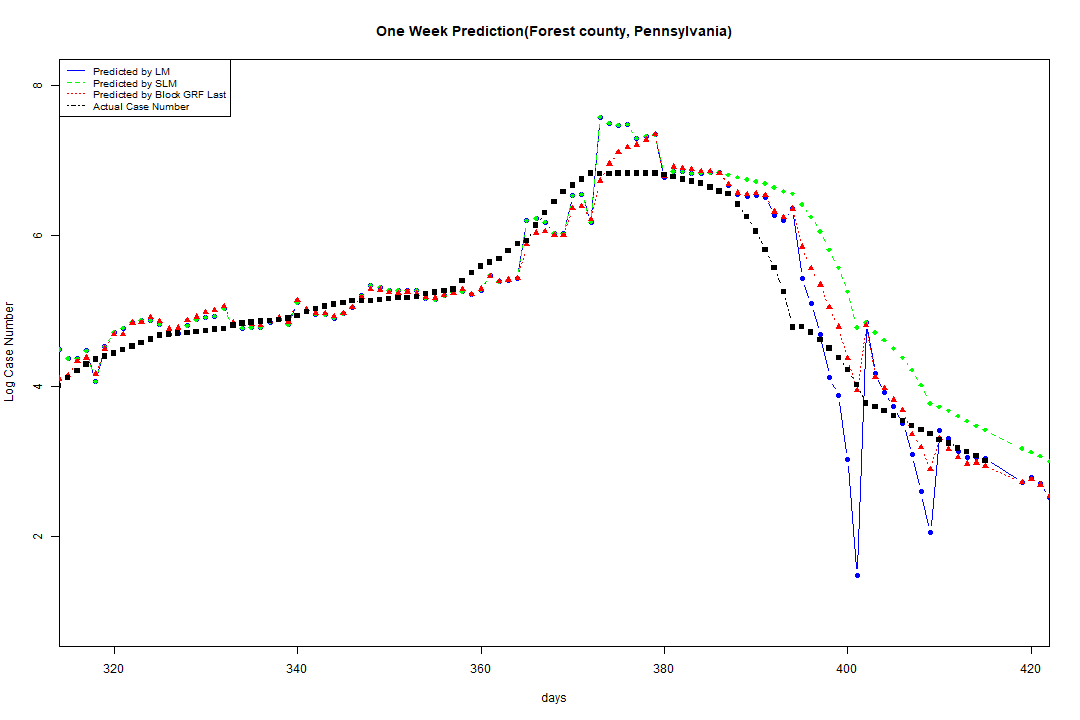 One Week Prediction(Forest county, Pennsylvania)
Predicted by LM
Predicted by SLM
Predicted by Block GRF Last
Actual Case Number
8
6
4
2
Log Case Number
320 340 360 380 400 420
days